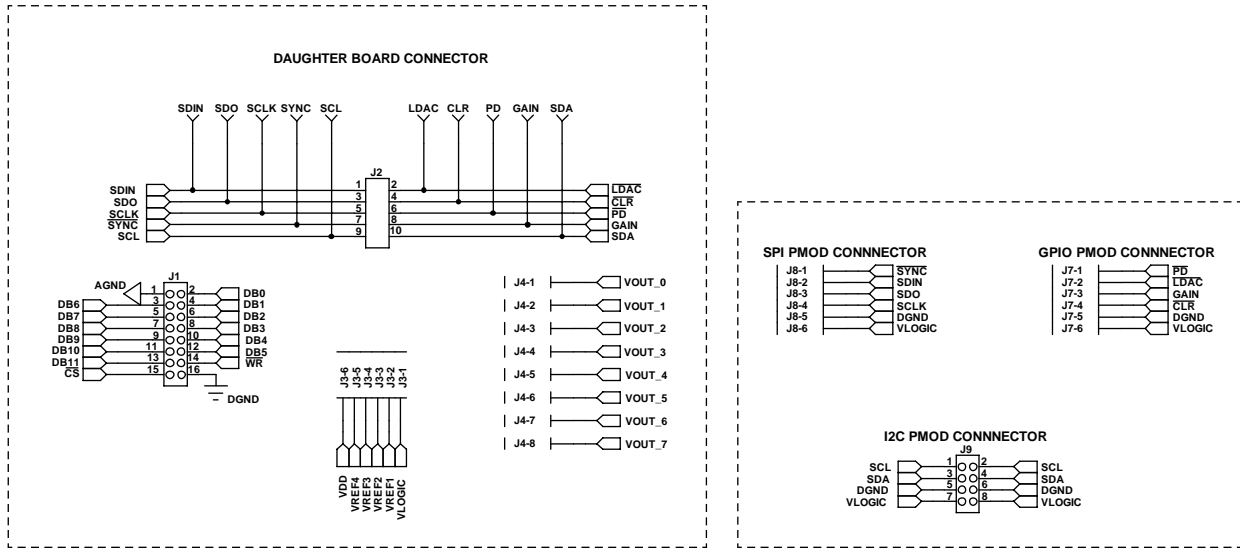 DAUGHTER BOARD CONNECTOR
SDIN SDO SCLK SYNC SCL LDAC CLR PD GAIN SDA
J2
SDIN 1 2 LDAC
SDO 3 4 CLR
SCLK 5 6 PD
SYNC 7 8 GAIN
SCL 9 10 SDA
J1
AGND 1 2 DB0
DB6 3 4 DB1
DB7 5 6 DB2
DB8 7 8 DB3
DB9 9 10 DB4
DB10 11 12 DB5
DB11 13 14 WR
CS 15 16
DGND
J3-6 J3-5 J3-4 J3-3 J3-2 J3-1
VDD VREF4 VREF3 VREF2 VREF1 VLOGIC
J4-1 VOUT_0
J4-2 VOUT_1
J4-3 VOUT_2
J4-4 VOUT_3
J4-5 VOUT_4
J4-6 VOUT_5
J4-7 VOUT_6
J4-8 VOUT_7
SPI PMOD CONNNECTOR
J8-1 SYNC
J8-2 SDIN
J8-3 SDO
J8-4 SCLK
J8-5 DGND
J8-6 VLOGIC
GPIO PMOD CONNNECTOR
J7-1 PD
J7-2 LDAC
J7-3 GAIN
J7-4 CLR
J7-5 DGND
J7-6 VLOGIC
I2C PMOD CONNNECTOR
J9
SCL 1 2 SCL
SDA 3 4 SDA
DGND 5 6 DGND
VLOGIC 7 8 VLOGIC